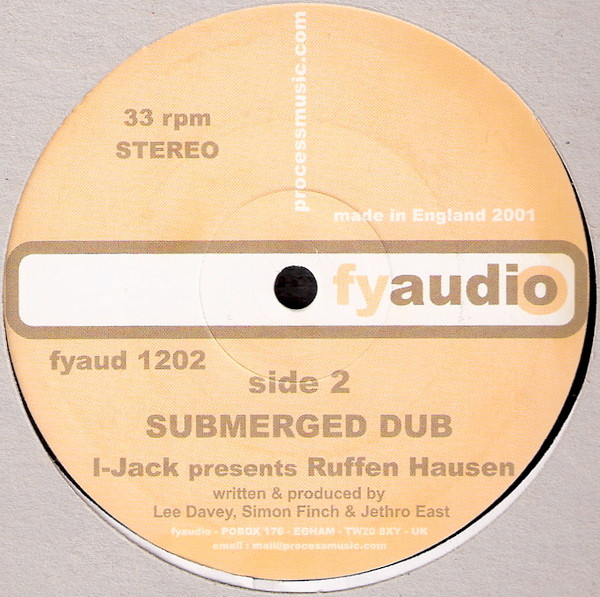 processmusic.com
33 rpm
STEREO
made in England 2001
fyaudio
fyaud 1202
side 2
SUBMERGED DUB
I-Jack presents Ruffen Hausen
written & produced by
Lee Davey, Simon Finch & Jethro East
fyaudio - POBOX 176 - EGHAM - TW20 8XY - UK
email : mail@processmusic.com